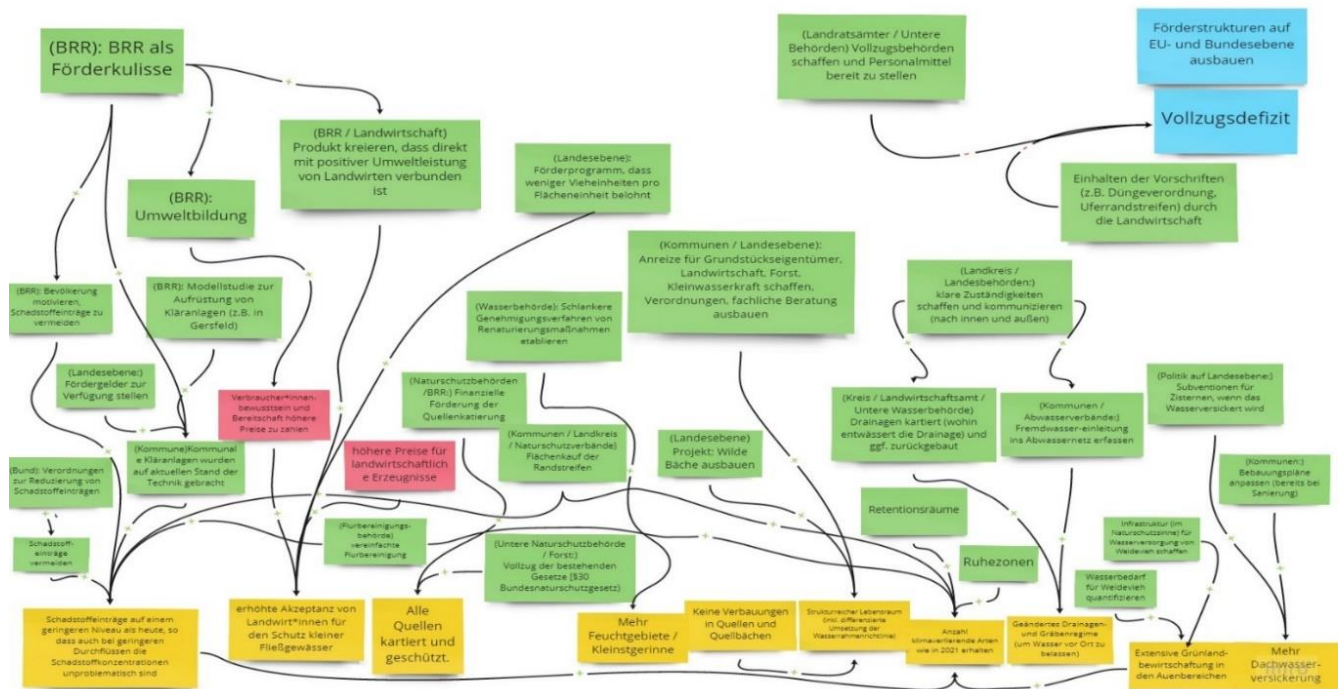 (BRR): BRR als
Förderkulisse
(Landratsämter / Untere
Behörden) Vollzugsbehörden
schaffen und Personalmittel
bereit zu stellen
Förderstrukturen auf
EU- und Bundesebene
ausbauen
Vollzugsdefizit
(BRR / Landwirtschaft)
Produkt kreieren, dass direkt
mit positiver Umweltleistung
von Landwirten verbunden
ist
(Landesebene):
Förderprogramm, dass
weniger Vieheinheiten pro
Flächeneinheit belohnt
Einhalten der Vorschriften
(z.B. Düngeverordnung,
Uferrandstreifen) durch
die Landwirtschaft
(BRR):
Umweltbildung
(Kommunen / Landesebene):
Anreize für Grundstückseigentümer,
Landwirtschaft, Forst,
Kleinwasserkraft schaffen,
Verordnungen, fachliche Beratung
ausbauen
(BRR): Bevölkerung
motivieren,
Schadstoffeinträge zu
vermeiden
(BRR): Modellstudie zur
Aufrüstung von
Kläranlagen (z.B. in
Gersfeld)
(Wasserbehörde): Schlankere
Genehmigungsverfahren von
Renaturierungsmaßnahmen
etablieren
(Landkreis /
Landesbehörden:)
klare Zuständigkeiten
schaffen und kommunizieren
(nach innen und außen)
(Landesebene:)
Fördergelder zur
Verfügung stellen
Verbraucher*innen-
bewusstsein und
Bereitschaft höhere
Preise zu zahlen
(Naturschutzbehörden
/BRR:) Finanzielle
Förderung der
Quellenkatierung
(Kreis / Landwirtschaftsamt /
Untere Wasserbehörde)
Drainagen kartiert (wohin
entwässert die Drainage) und
ggf. zurückgebaut
(Kommunen /
Abwasserverbände:)
Fremdwasser-einleitung
ins Abwassernetz erfassen
(Politik auf Landesebene:)
Subventionen für
Zisternen, wenn das
Wasserversickert wird
(Kommune)Kommunal
e Kläranlagen wurden
auf aktuellen Stand der
Technik gebracht
höhere Preise für
landwirtschaftlich
e Erzeugnisse
(Kommunen / Landkreis /
Naturschutzverbände)
Flächenkauf der
Randstreifen
(Landesebene)
Projekt: Wilde
Bäche ausbauen
(Bund): Verordnungen
zur Reduzierung von
Schadstoffeinträgen
(Kommunen:)
Bebauungspläne
anpassen (bereits bei
Sanierung)
Retentionsräume
Schadstoff-
einträge
vermeiden
(Flurbereinigungs-
behörde)
vereinfachte
Flurbereinigung
(Untere Naturschutzbehörde
/ Forst:)
Vollzug der bestehenden
Gesetze [§30
Bundesnaturschutzgesetz)
Ruhezonen
Infrastruktur (im
Naturschutzsinne) für
Wasserversorgung von
Weidevieh schaffen
Wasserbedarf
für Weidevieh
quantifizieren
Schadstoffeinträge auf einem
geringeren Niveau als heute, so
dass auch bei geringeren
Durchflüssen die
Schadstoffkonzentrationen
unproblematisch sind
erhöhte Akzeptanz von
Landwirt*innen für
den Schutz kleiner
Fließgewässer
Alle
Quellen
kartiert und
geschützt.
Mehr
Feuchtgebiete /
Kleinstgerinne
Keine Verbauungen
in Quellen und
Quellbächen
Strukturreicher Lebensraum
(inkl. differenzierte
Umsetzung der
Wasserrahmenrichtlinie)
Anzahl
klimavertierende Arten
wie in 2021 erhalten
Geändertes Drainagen-
und Gräbenregime
(um Wasser vor Ort zu
belassen)
Extensive Grünland-
bewirtschaftung in
den Auenbereichen
Mehr
Dachwasser-
versickerung